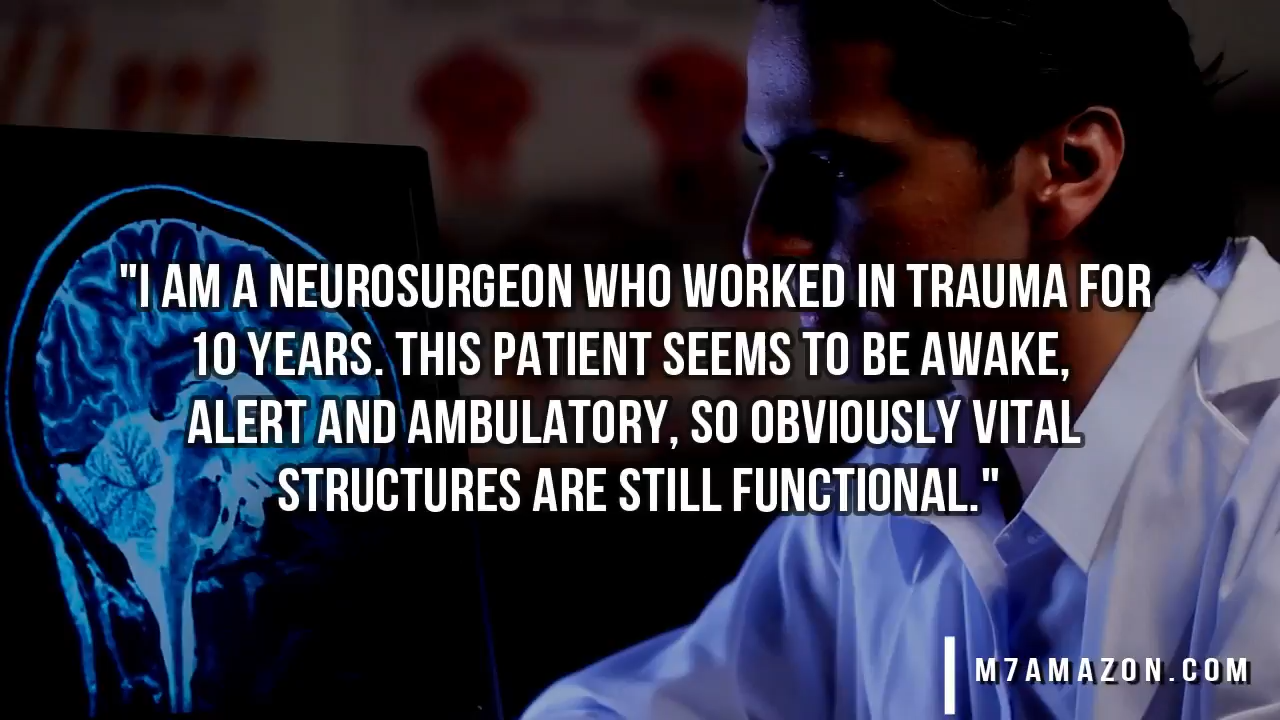 "I AM A NEUROSURGEON WHO WORKED IN TRAUMA FOR
10 YEARS. THIS PATIENT SEEMS TO BE AWAKE,
ALERT AND AMBULATORY, SO OBVIOUSLY VITAL
STRUCTURES ARE STILL FUNCTIONAL."
M7AMAZON.COM